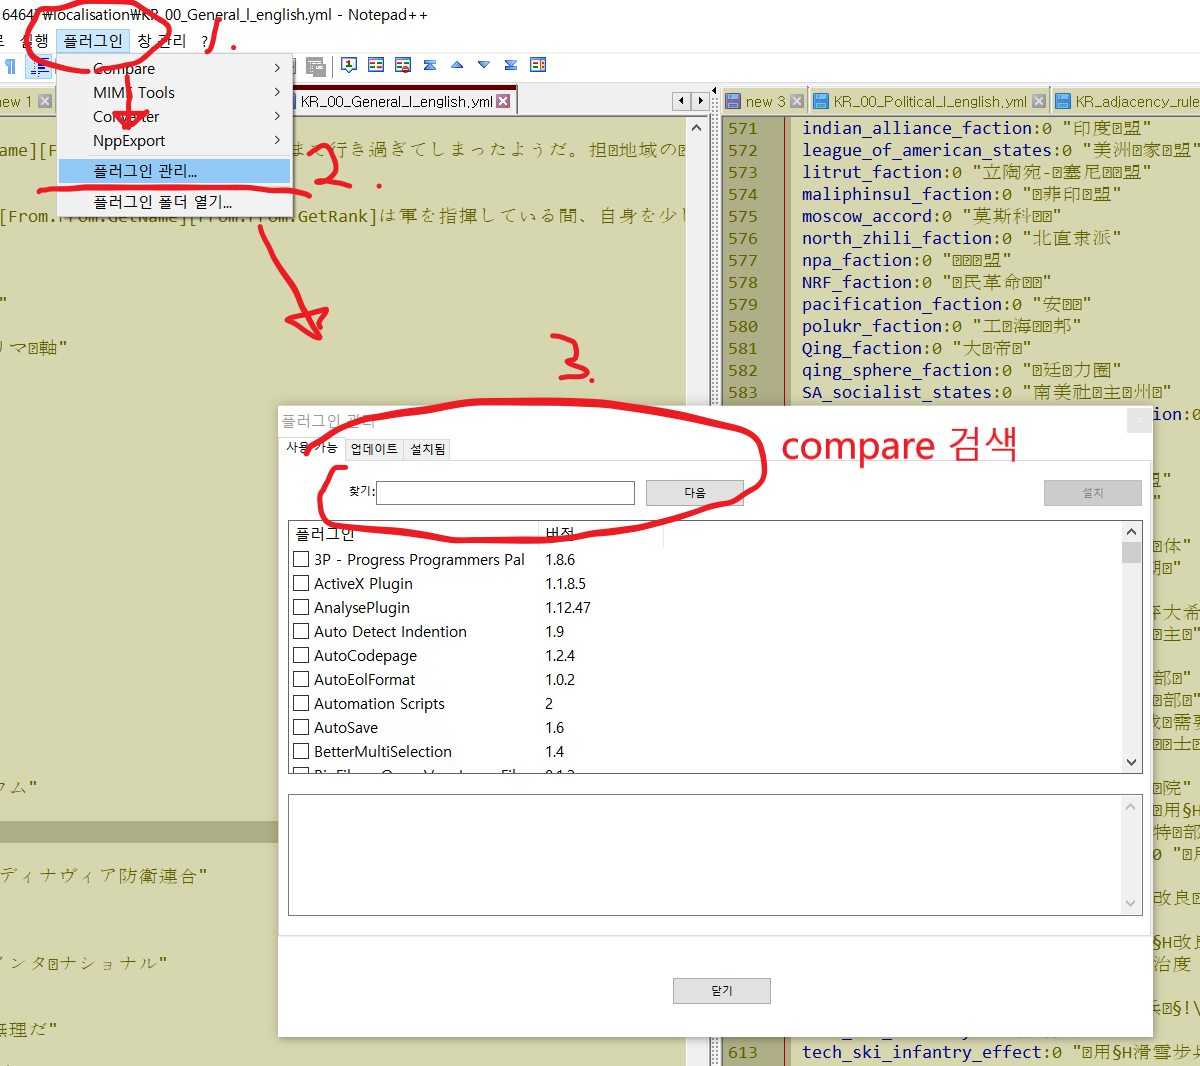 6464?₩localisation₩KR_00_General_l_english.yml - Notepad++
실행 플러그인 창 관리 ?
1.
Compare
MIME Tools
Converter
NppExport
플러그인 관리...
플러그인 폴더 열기...
2.
new 1
KR_00_General_l_english.yml
new 3
KR_00_Political_l_english.yml
KR_adjacency_rule
まで行き過ぎてしまったようだ。担 地域の
[From.From.GetName][From.From.GetRank]は軍を指揮している間、自身を少し
リマ 軸"
ディナヴィア防衛連合"
ンタ ナショナル"
無理だ"
571 indian_alliance_faction:0 "印度 盟"
572 league_of_american_states:0 "美洲 家 盟"
573 litrut_faction:0 "立陶宛- 塞尼 盟"
574 maliphinsul_faction:0 " 菲印 盟"
575 moscow_accord:0 "莫斯科 "
576 north_zhili_faction:0 "北直隶派"
577 npa_faction:0 " 盟"
578 NRF_faction:0 " 民革命 "
579 pacification_faction:0 "安 "
580 polukr_faction:0 "工 海 邦"
581 Qing_faction:0 "大 帝 "
582 qing_sphere_faction:0 " 廷 力圈"
583 SA_socialist_states:0 "南美社 主 州 "
3.
compare 검색
플러그인 관리
사용 가능 업데이트 설치됨
찾기: 다음 설치
플러그인 버전
3P - Progress Programmers Pal 1.8.6
ActiveX Plugin 1.1.8.5
AnalysePlugin 1.12.47
Auto Detect Indention 1.9
AutoCodepage 1.2.4
AutoEolFormat 1.0.2
Automation Scripts 2
AutoSave 1.6
BetterMultiSelection 1.4
닫기
613 tech_ski_infantry_effect:0 " 用§H滑雪步兵